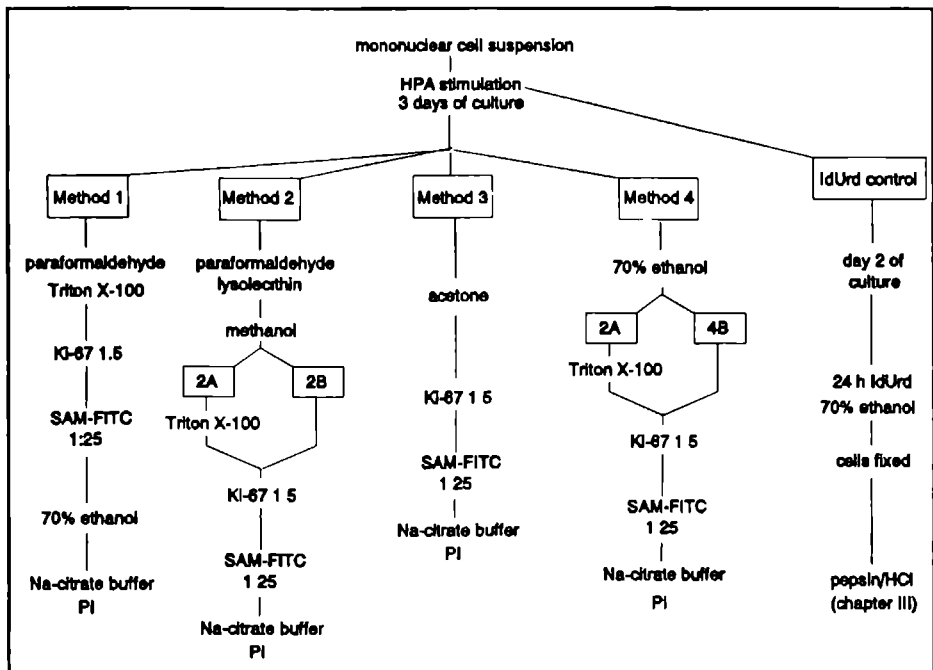 mononuclear cell suspension
HPA stimulation
3 days of culture
Method 1
paraformaldehyde
Triton X-100
Ki-67 1.5
SAM-FITC
1:25
70% ethanol
Na-citrate buffer
PI
Method 2
paraformaldehyde
lysolecithin
methanol
2A
2B
Triton X-100
Ki-67 1 5
SAM-FITC
1 25
Na-citrate buffer
PI
Method 3
acetone
Ki-67 1 5
SAM-FITC
1 25
Na-citrate buffer
PI
Method 4
70% ethanol
2A
4B
Triton X-100
Ki-67 1 5
SAM-FITC
1 25
Na-citrate buffer
PI
IdUrd control
day 2 of
culture
24 h IdUrd
70% ethanol
cells fixed
pepsin/HCl
(chapter III)